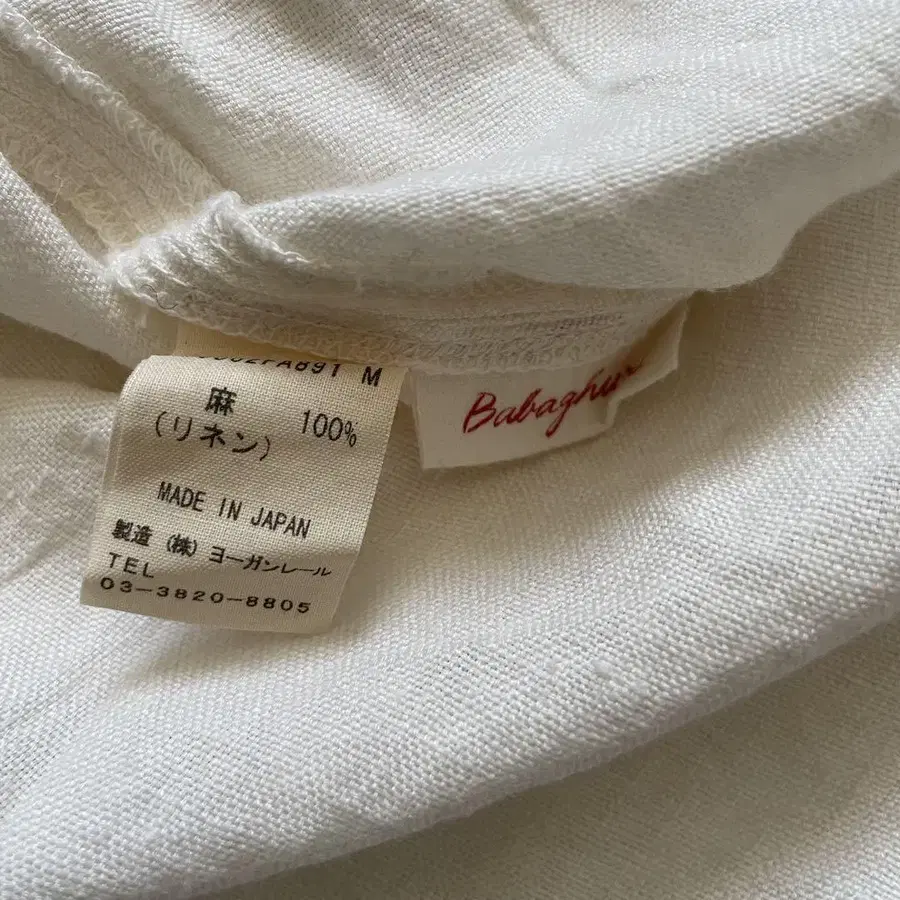 FA891 M
麻
(リネン) 100%
MADE IN JAPAN
製造 (株) ヨーガンレール
TEL
03-3820-8805